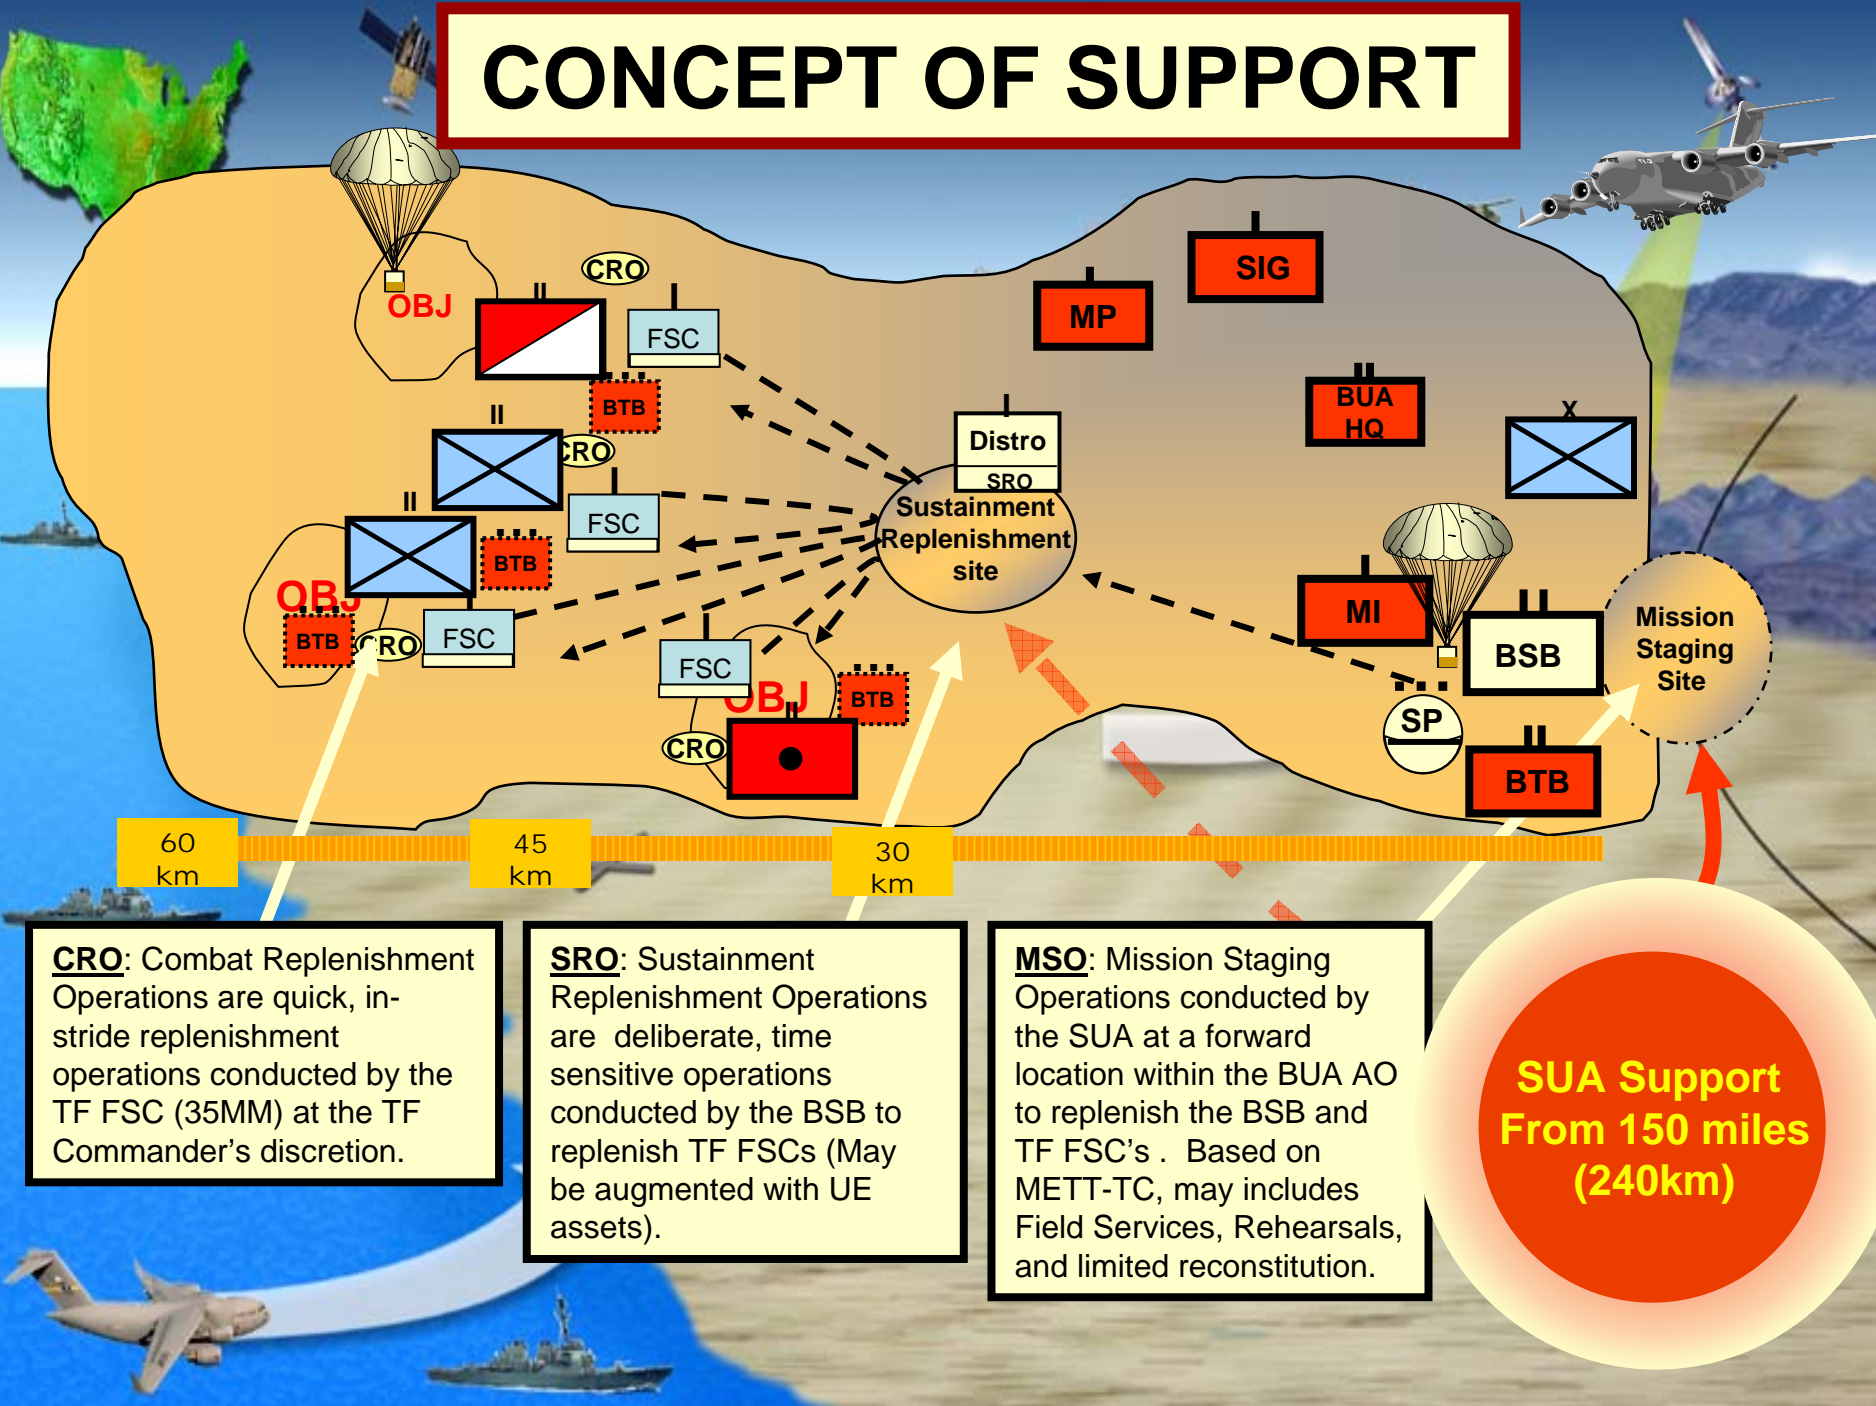 CONCEPT OF SUPPORT
OBJ
II
CRO
FSC
BTB
II
CRO
FSC
II
BTB
OBJ
BTB
CRO
FSC
FSC
OBJ
BTB
CRO
Distro
SRO
Sustainment
Replenishment
site
MP
SIG
BUA
HQ
X
MI
BSB
SP
BTB
Mission
Staging
Site
60
km
45
km
30
km
CRO: Combat Replenishment
Operations are quick, in-
stride replenishment
operations conducted by the
TF FSC (35MM) at the TF
Commander’s discretion.
SRO: Sustainment
Replenishment Operations
are deliberate, time
sensitive operations
conducted by the BSB to
replenish TF FSCs (May
be augmented with UE
assets).
MSO: Mission Staging
Operations conducted by
the SUA at a forward
location within the BUA AO
to replenish the BSB and
TF FSC’s . Based on
METT-TC, may includes
Field Services, Rehearsals,
and limited reconstitution.
SUA Support
From 150 miles
(240km)